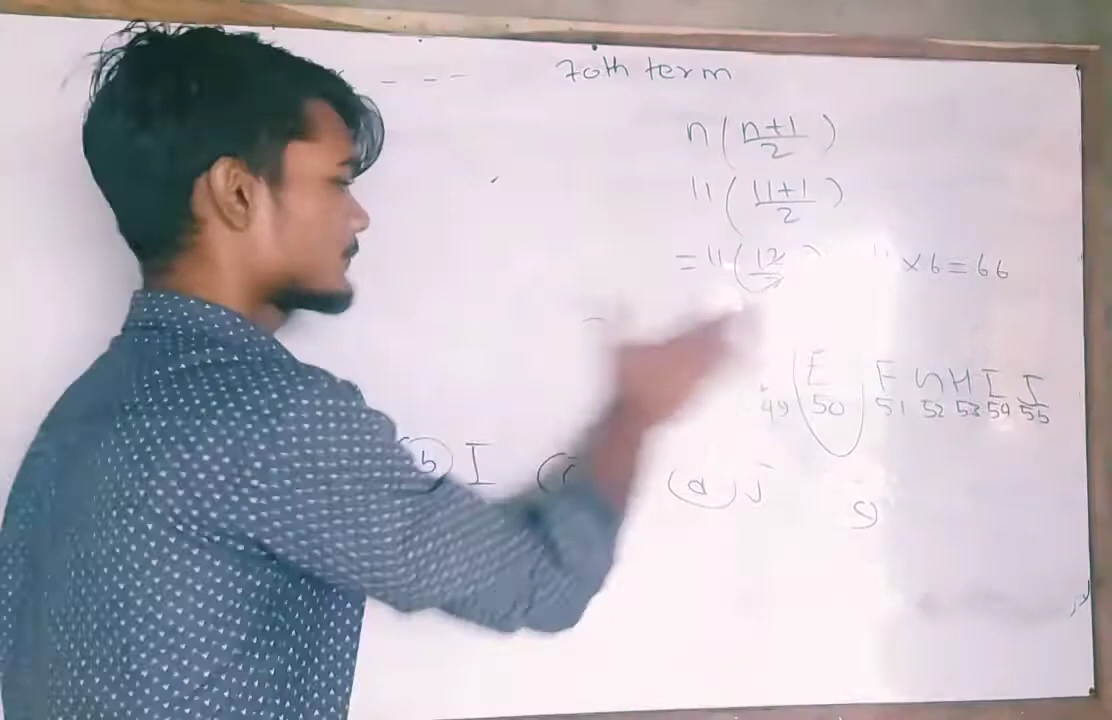 - - - 70th term
n(n+1/2)
11(11+1/2)
=11(12
×6=66
E F G H I J
49 50 51 52 53 54 55
(b) I (d) J